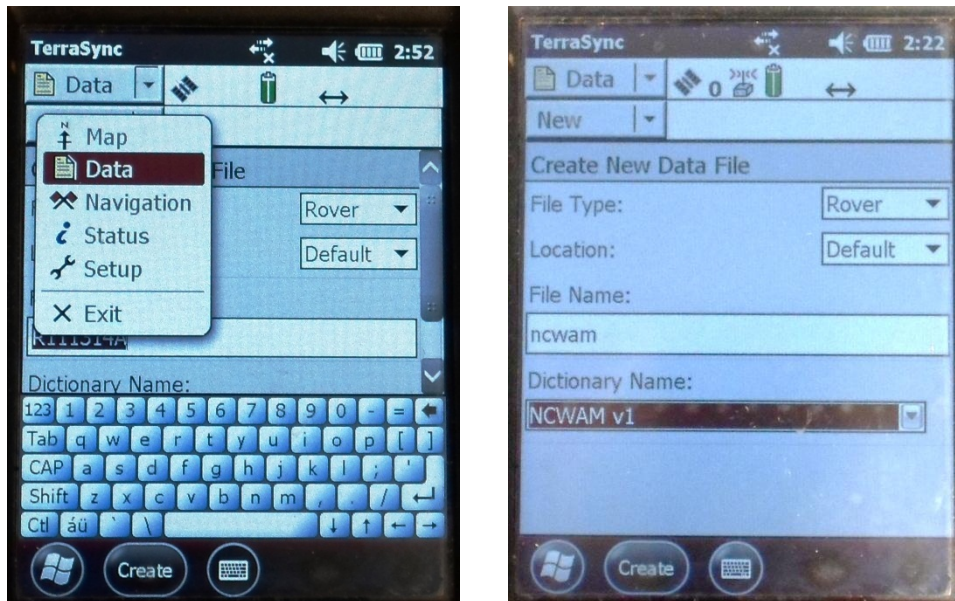 TerraSync 2:52
Data
Map
Data
File
Navigation
Rover
Status
Default
Setup
Exit
R111314A
Dictionary Name:
123 1 2 3 4 5 6 7 8 9 0 - =
Tab q w e r t y u i o p [ ]
CAP a s d f g h j k l ; '
Shift z x c v b n m , . /
Ctl áü ` \
Create
TerraSync 2:22
Data 0
New
Create New Data File
File Type: Rover
Location: Default
File Name:
ncwam
Dictionary Name:
NCWAM v1
Create